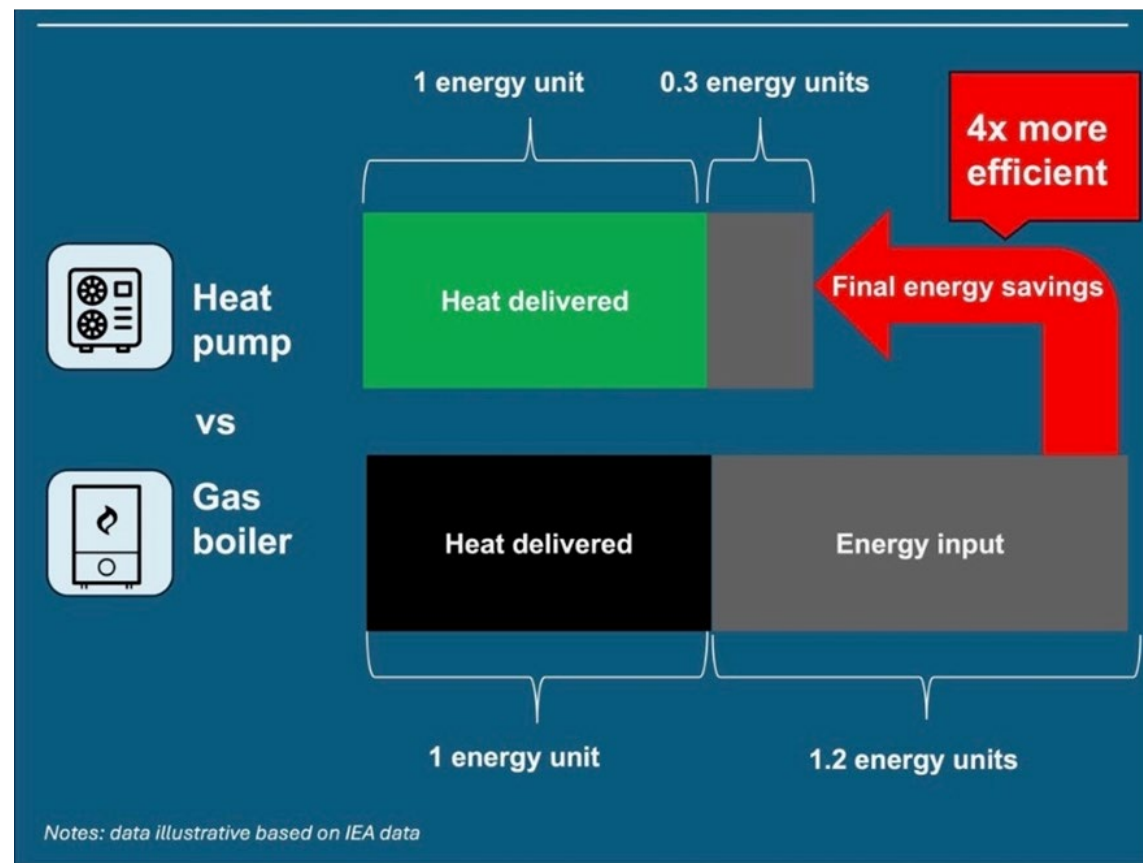 1 energy unit
0.3 energy units
4x more
efficient
Heat
pump
Heat delivered
Final energy savings
vs
Gas
boiler
Heat delivered
Energy input
1 energy unit
1.2 energy units
Notes: data illustrative based on IEA data